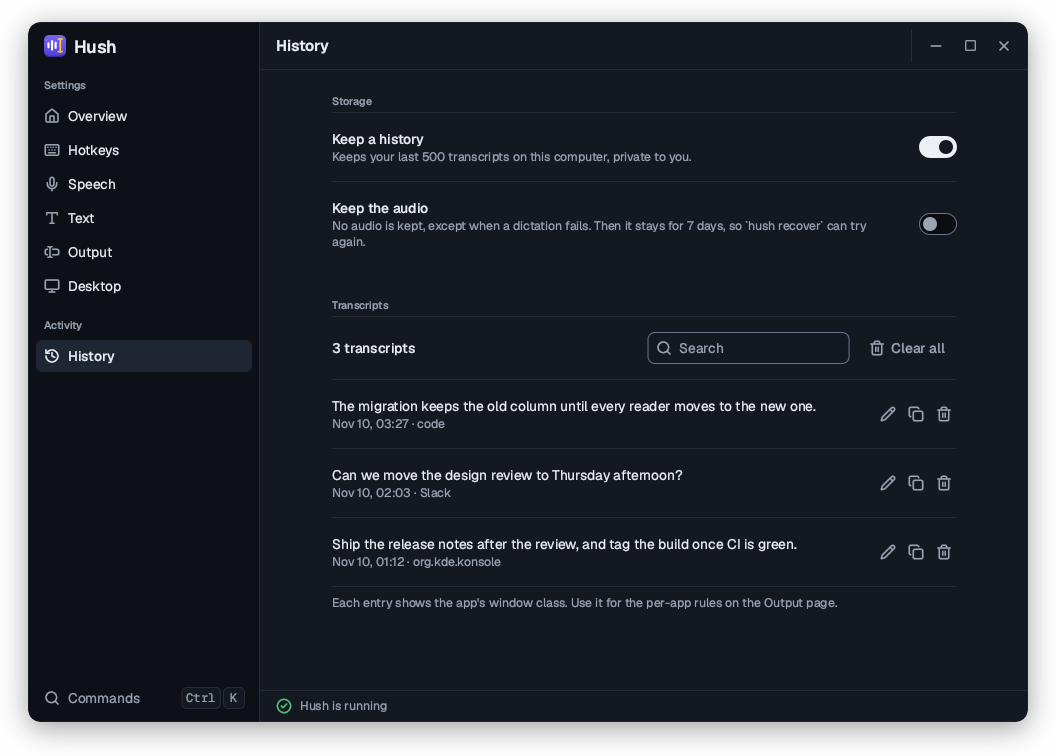 Hush
Settings
Overview
Hotkeys
Speech
Text
Output
Desktop
Activity
History
Commands
Ctrl K
History
Storage
Keep a history
Keeps your last 500 transcripts on this computer, private to you.
Keep the audio
No audio is kept, except when a dictation fails. Then it stays for 7 days, so `hush recover` can try
again.
Transcripts
3 transcripts
Search
Clear all
The migration keeps the old column until every reader moves to the new one.
Nov 10, 03:27 · code
Can we move the design review to Thursday afternoon?
Nov 10, 02:03 · Slack
Ship the release notes after the review, and tag the build once CI is green.
Nov 10, 01:12 · org.kde.konsole
Each entry shows the app's window class. Use it for the per-app rules on the Output page.
Hush is running